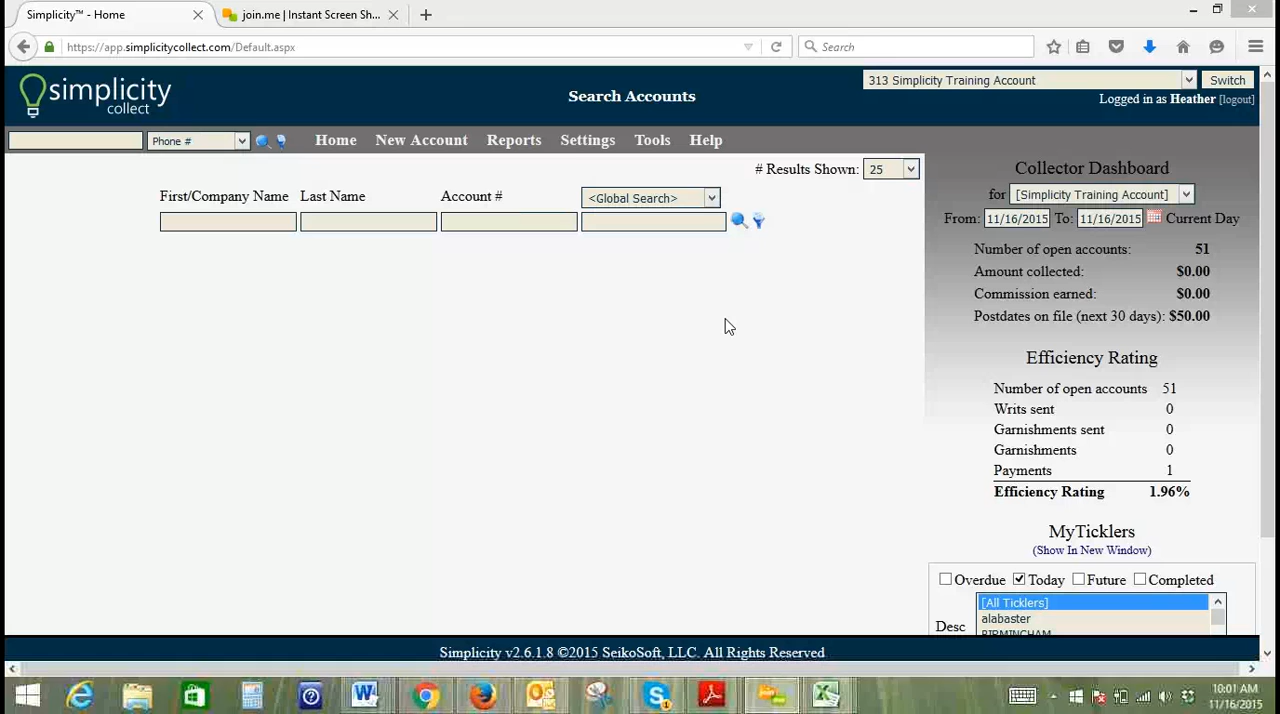 Simplicity™ - Home
join.me | Instant Screen Sh...
https://app.simplicitycollect.com/Default.aspx
Search
simplicity
collect
Search Accounts
313 Simplicity Training Account
Switch
Logged in as Heather [logout]
Phone #
Home New Account Reports Settings Tools Help
# Results Shown: 25
First/Company Name Last Name Account # <Global Search>
Collector Dashboard
for [Simplicity Training Account]
From: 11/16/2015 To: 11/16/2015 Current Day
Number of open accounts: 51
Amount collected: $0.00
Commission earned: $0.00
Postdates on file (next 30 days): $50.00
Efficiency Rating
Number of open accounts 51
Writs sent 0
Garnishments sent 0
Garnishments 0
Payments 1
Efficiency Rating 1.96%
MyTicklers
(Show In New Window)
Overdue Today Future Completed
[All Ticklers]
alabaster
Desc BIRMINGHAM
Simplicity v2.6.1.8 ©2015 SeikoSoft, LLC. All Rights Reserved
10:01 AM
11/16/2015